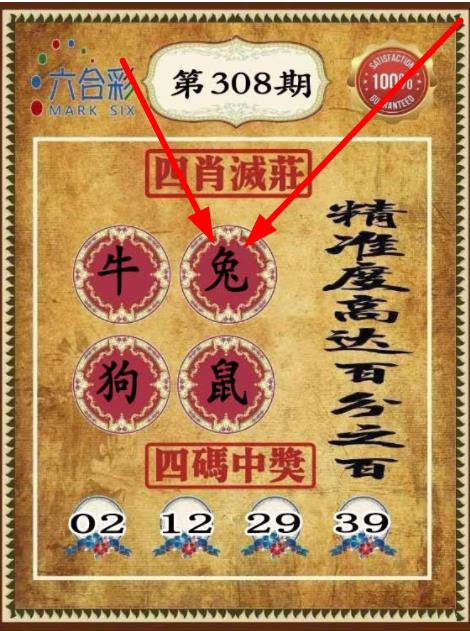 六合彩
MARK SIX
第308期
SATISFACTION
100%
GUARANTEED
四肖滅莊
牛 兔
狗 鼠
精准度高达百分之百
四碼中奬
02 12 29 39